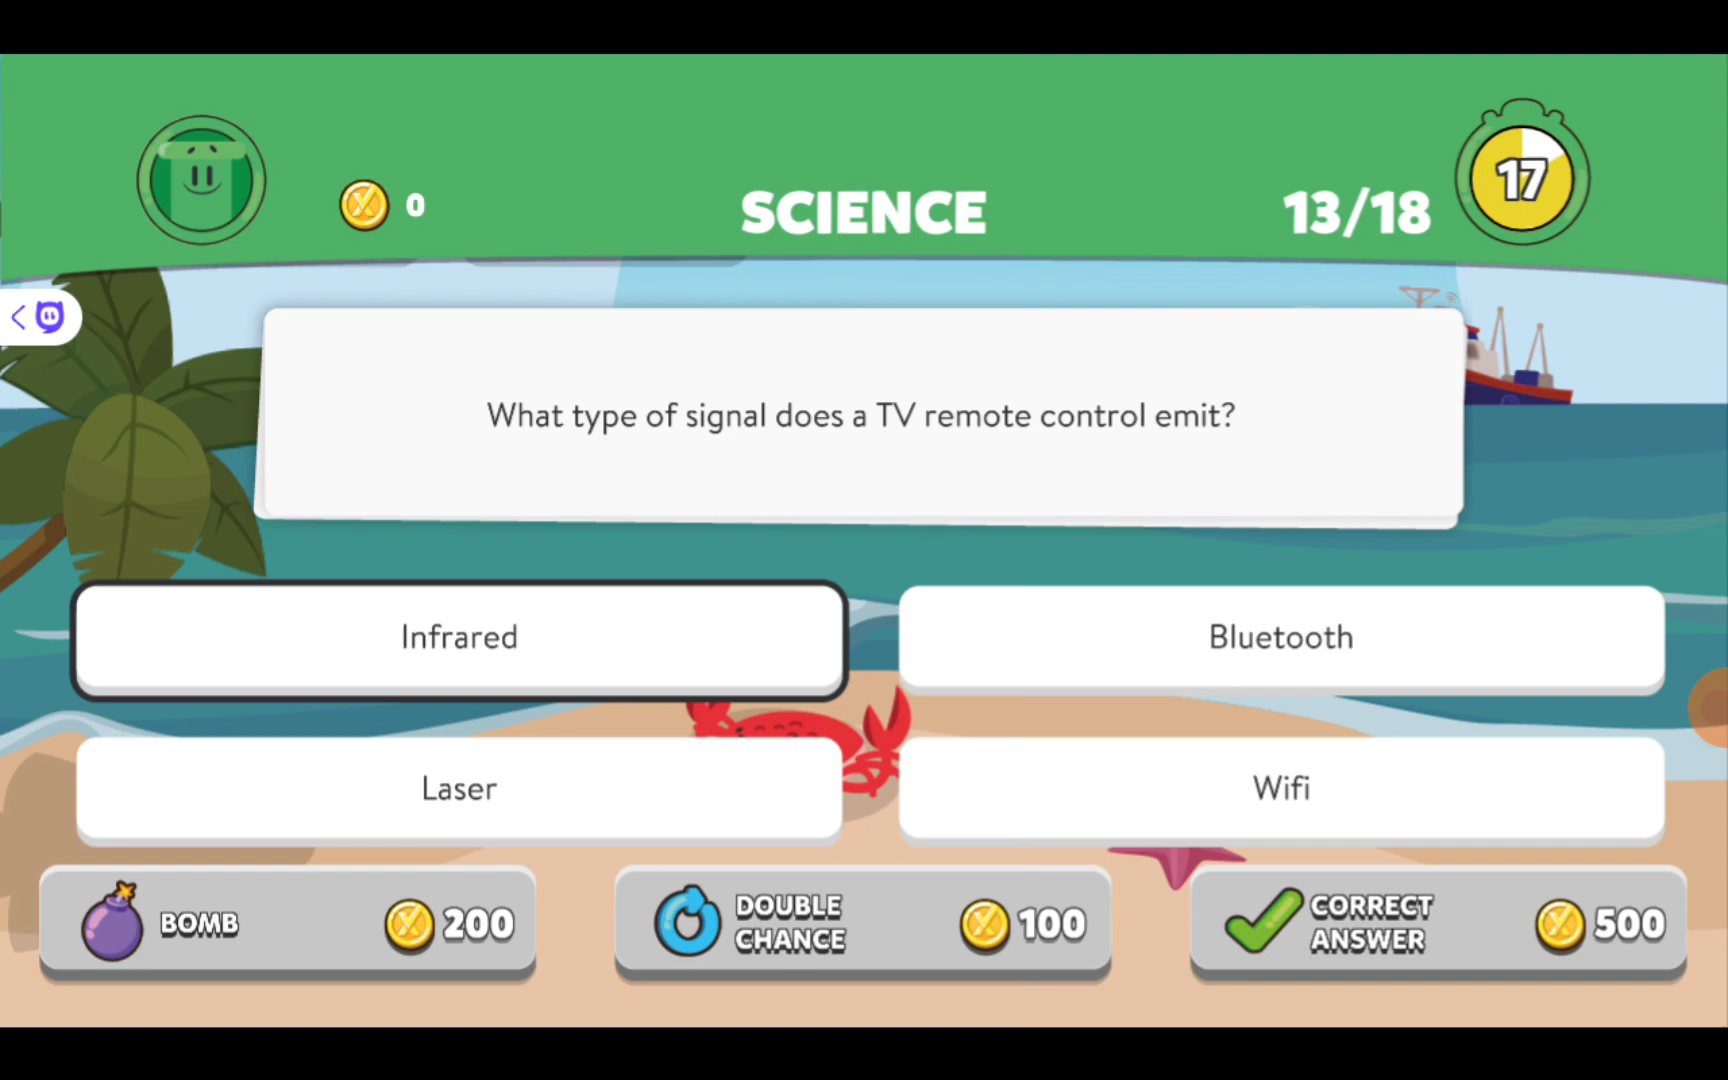 0
SCIENCE
13/18
17
What type of signal does a TV remote control emit?
Infrared
Bluetooth
Laser
Wifi
BOMB
200
DOUBLE
CHANCE
100
CORRECT
ANSWER
500